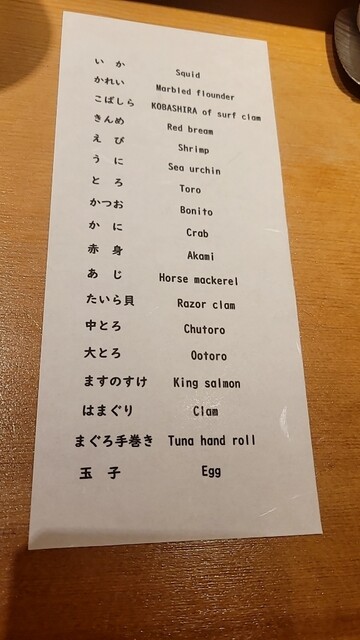 いか Squid
かれい Marbled flounder
こばしら KOBASHIRA of surf clam
きんめ Red bream
えび Shrimp
うに Sea urchin
とろ Toro
かつお Bonito
かに Crab
赤身 Akami
あじ Horse mackerel
たいら貝 Razor clam
中とろ Chutoro
大とろ Ootoro
ますのすけ King salmon
はまぐり Clam
まぐろ手巻き Tuna hand roll
玉子 Egg